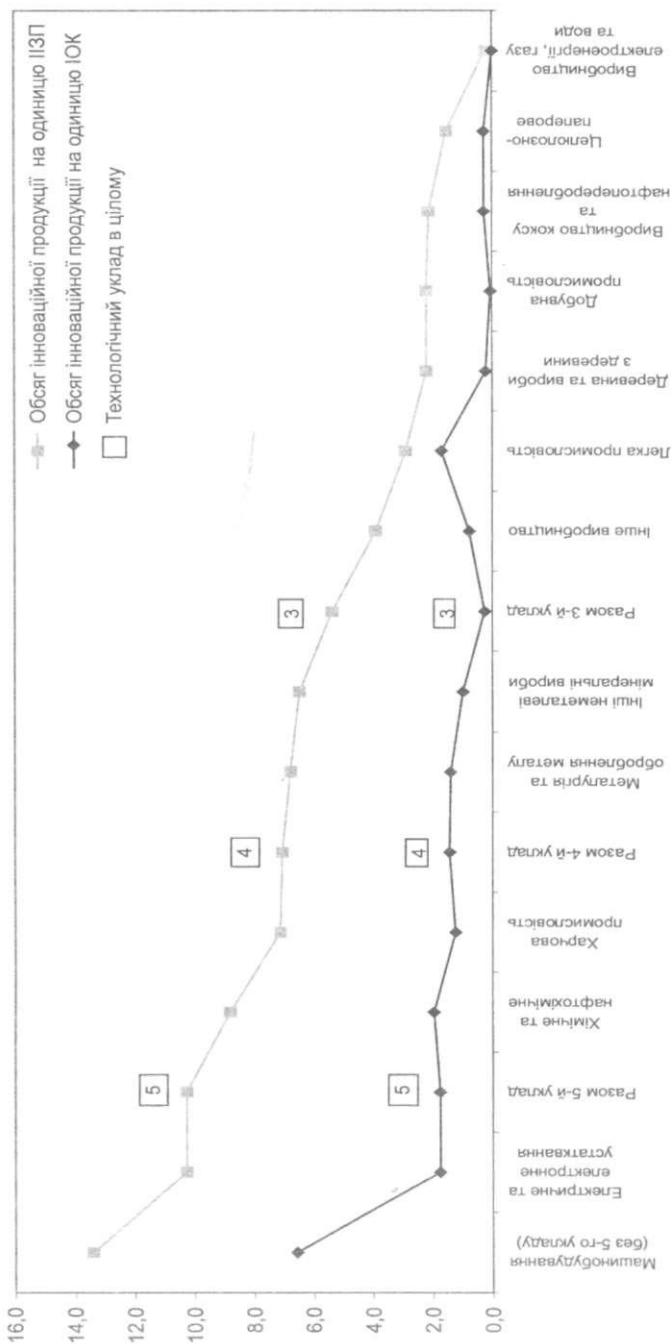 16,0
14,0
12,0
10,0
8,0
6,0
4,0
2,0
0,0
Обсяг інноваційної продукції на одиницю ІІЗП
Обсяг інноваційної продукції на одиницю ІОК
Технологічний уклад в цілому
5
4
3
5
4
3
Машинобудування
(без 5-го укладу)
Електричне та
електронне
устаткування
Разом 5-й уклад
Хімічне та
нафтохімічне
Харчова
промисловість
Разом 4-й уклад
Металургія та
оброблення металу
Інші неметалеві
мінеральні вироби
Разом 3-й уклад
Інше виробництво
Легка промисловість
Деревина та вироби
з деревини
Добувна
промисловість
Виробництво коксу
та
нафтоперероблення
Целюлозно-
паперове
Виробництво
електроенергії, газу
та води